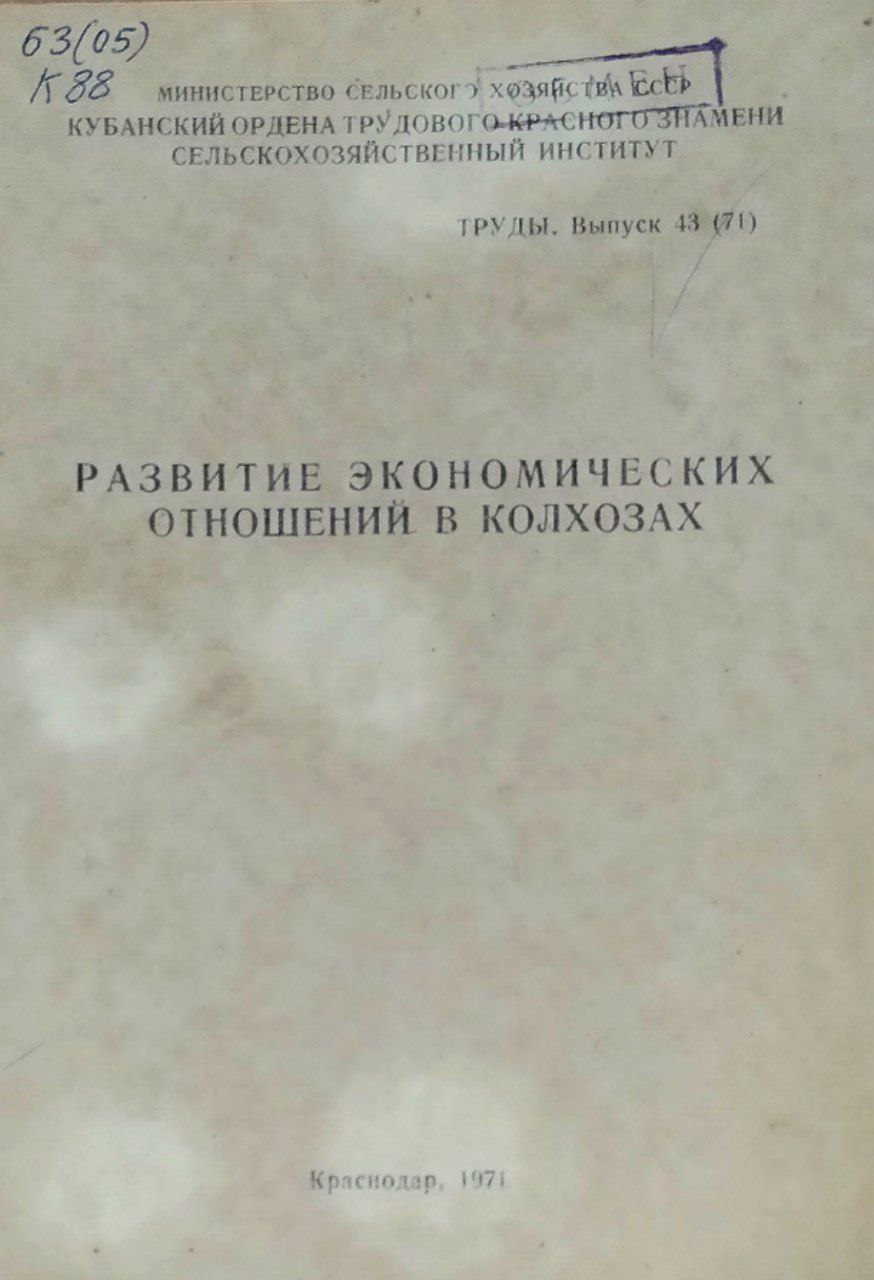 63(05)
К 88
МИНИСТЕРСТВО СЕЛЬСКОГО ХОЗЯЙСТВА СССР
КУБАНСКИЙ ОРДЕНА ТРУДОВОГО КРАСНОГО ЗНАМЕНИ
СЕЛЬСКОХОЗЯЙСТВЕННЫЙ ИНСТИТУТ
ТРУДЫ. Выпуск 43 (71)
РАЗВИТИЕ ЭКОНОМИЧЕСКИХ
ОТНОШЕНИЙ В КОЛХОЗАХ
Краснодар, 1971